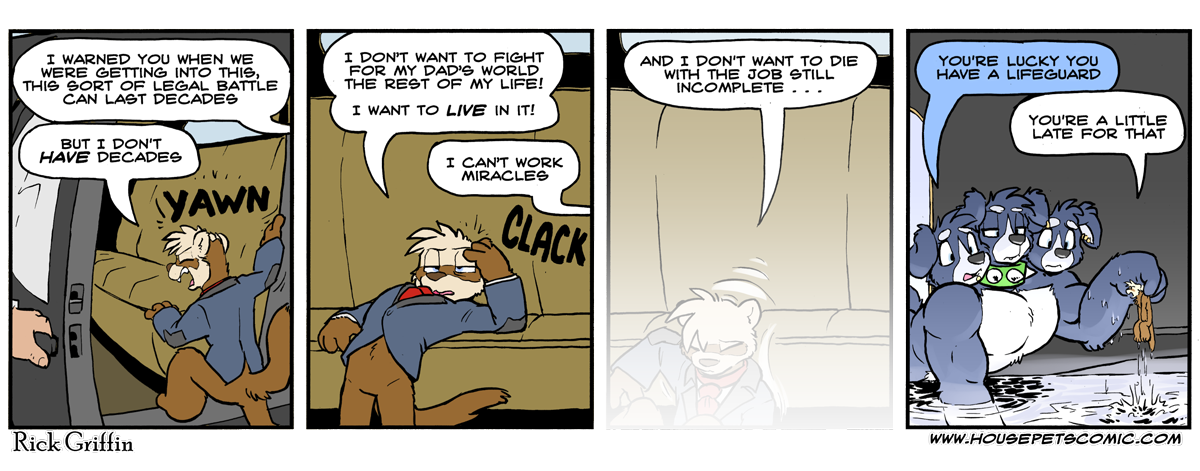 I WARNED YOU WHEN WE
WERE GETTING INTO THIS,
THIS SORT OF LEGAL BATTLE
CAN LAST DECADES
BUT I DON'T
HAVE DECADES
YAWN
I DON'T WANT TO FIGHT
FOR MY DAD'S WORLD
THE REST OF MY LIFE!
I WANT TO LIVE IN IT!
I CAN'T WORK
MIRACLES
CLACK
AND I DON'T WANT TO DIE
WITH THE JOB STILL
INCOMPLETE . . .
YOU'RE LUCKY YOU
HAVE A LIFEGUARD
YOU'RE A LITTLE
LATE FOR THAT
Rick Griffin
WWW.HOUSEPETSCOMIC.COM